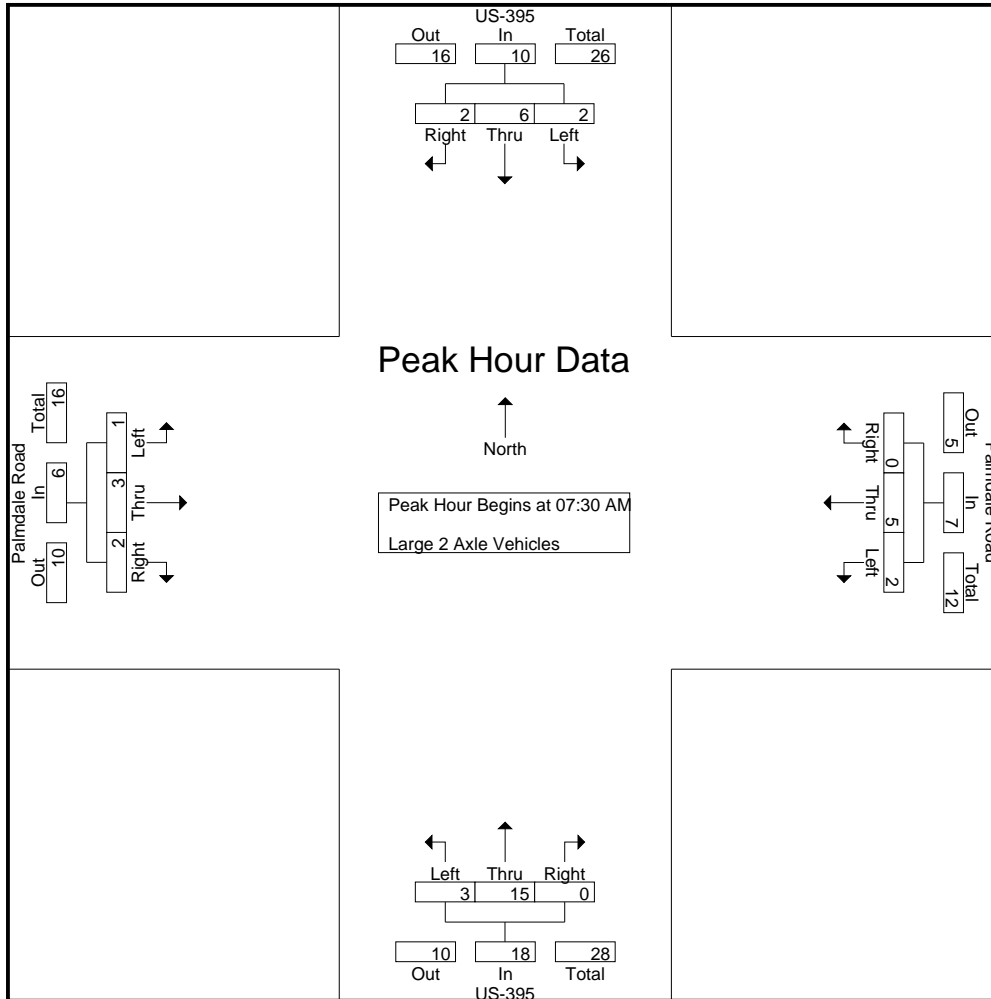 US-395
Out In Total
16 10 26
2 6 2
Right Thru Left
Peak Hour Data
North
Peak Hour Begins at 07:30 AM
Large 2 Axle Vehicles
Palmdale Road
Out In Total
10 6 16
Left Thru Right
1 3 2
Palmdale Road
Out In Total
5 7 12
Right Thru Left
0 5 2
Left Thru Right
3 15 0
10 18 28
Out In Total
US-395